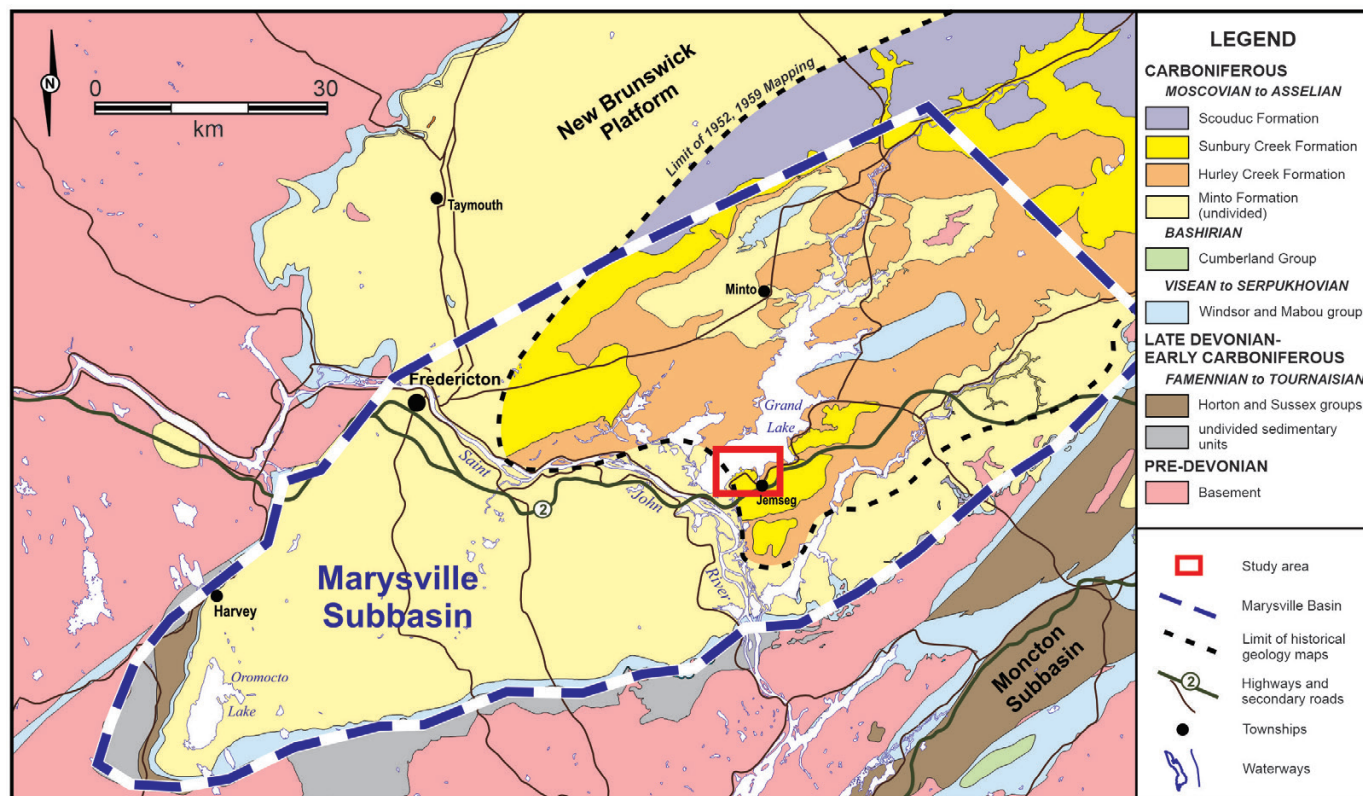 N
0
30
km
New Brunswick
Platform
Limit of 1952, 1959 Mapping
Taymouth
Minto
Fredericton
Grand
Lake
Saint
John
River
2
Jemseg
Marysville
Subbasin
Harvey
Oromocto
Lake
Moncton
Subbasin
LEGEND
CARBONIFEROUS
MOSCOVIAN to ASSELIAN
Scouduc Formation
Sunbury Creek Formation
Hurley Creek Formation
Minto Formation
(undivided)
BASHIRIAN
Cumberland Group
VISEAN to SERPUKHOVIAN
Windsor and Mabou group
LATE DEVONIAN-
EARLY CARBONIFEROUS
FAMENNIAN to TOURNAISIAN
Horton and Sussex groups
undivided sedimentary
units
PRE-DEVONIAN
Basement
Study area
Marysville Basin
Limit of historical
geology maps
2
Highways and
secondary roads
Townships
Waterways